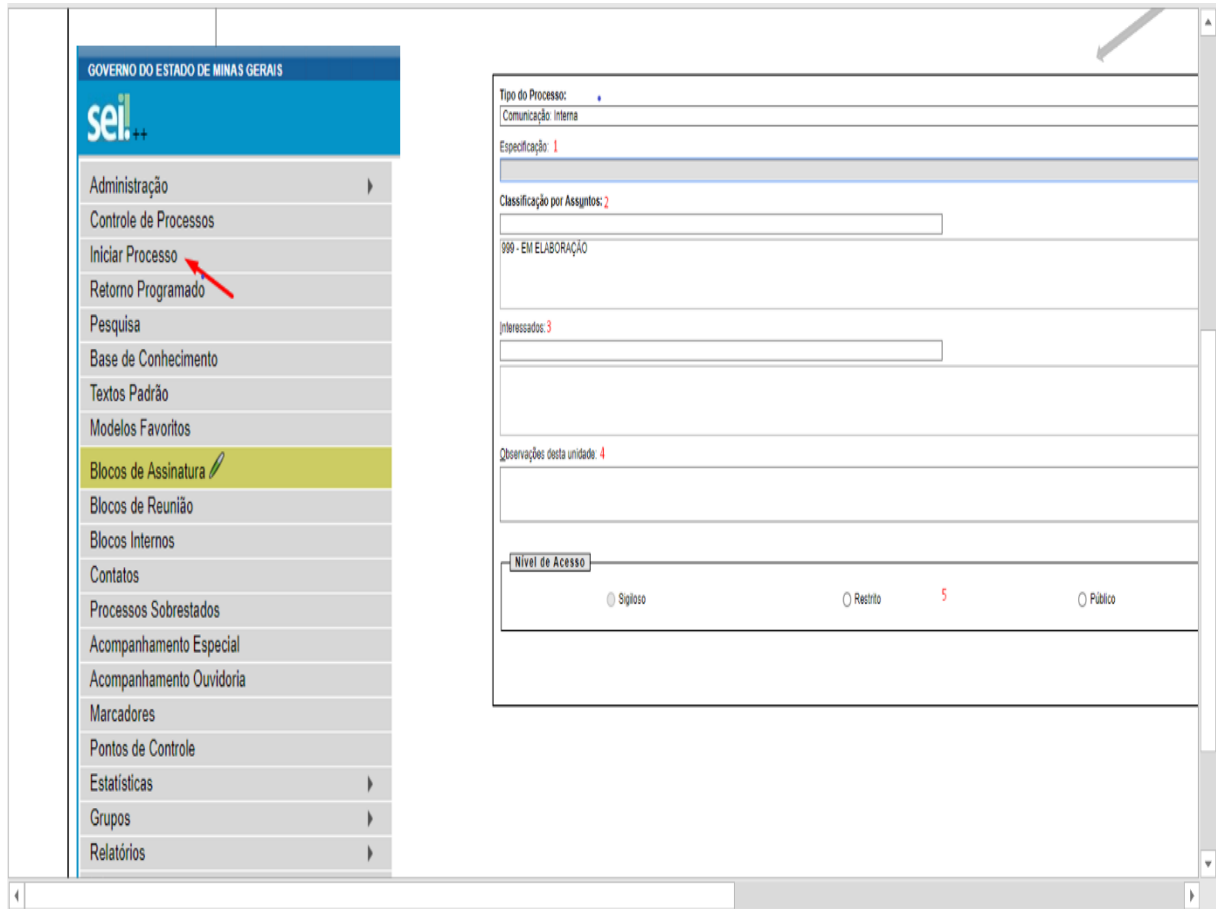 GOVERNO DO ESTADO DE MINAS GERAIS
sei! ++
Administração
Controle de Processos
Iniciar Processo
Retorno Programado
Pesquisa
Base de Conhecimento
Textos Padrão
Modelos Favoritos
Blocos de Assinatura
Blocos de Reunião
Blocos Internos
Contatos
Processos Sobrestados
Acompanhamento Especial
Acompanhamento Ouvidoria
Marcadores
Pontos de Controle
Estatísticas
Grupos
Relatórios
Tipo do Processo:
Comunicação: Interna
Especificação: 1
Classificação por Assuntos: 2
999 - EM ELABORAÇÃO
Interessados: 3
Observações desta unidade: 4
Nível de Acesso
Sigiloso Restrito 5 Público